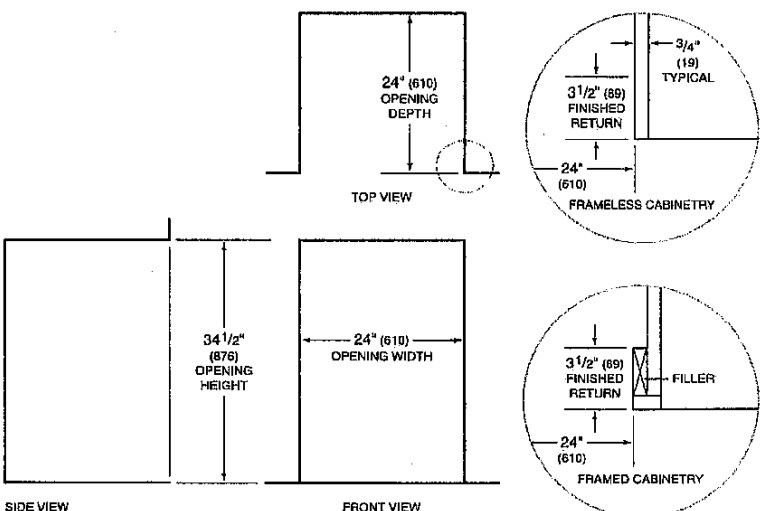 24" (610)
OPENING
DEPTH
TOP VIEW
3/4"
(19)
TYPICAL
3 1/2" (89)
FINISHED
RETURN
24"
(610)
FRAMELESS CABINETRY
34 1/2"
(876)
OPENING
HEIGHT
SIDE VIEW
24" (610)
OPENING WIDTH
FRONT VIEW
3 1/2" (89)
FINISHED
RETURN
FILLER
24"
(610)
FRAMED CABINETRY